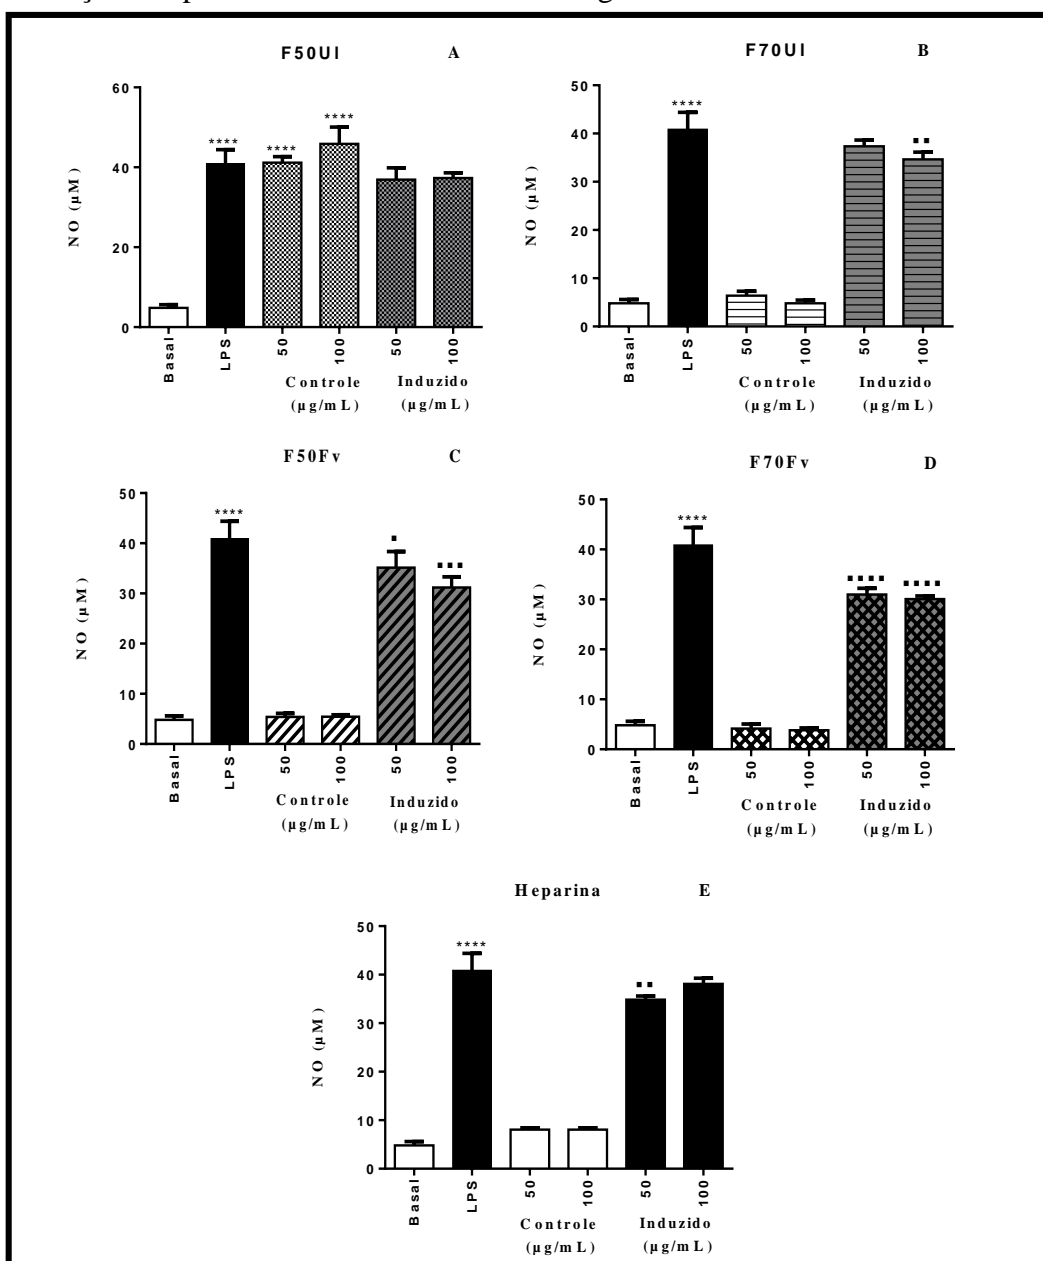 F50Ul A
NO (µM)
60
40
20
0
****
****
****
Basal
LPS
50
100
50
100
Controle
(µg/mL)
Induzido
(µg/mL)
F70Ul B
NO (µM)
50
40
30
20
10
0
****
▪▪
Basal
LPS
50
100
50
100
Controle
(µg/mL)
Induzido
(µg/mL)
F50Fv C
NO (µM)
50
40
30
20
10
0
****
▪
▪▪▪
Basal
LPS
50
100
50
100
Controle
(µg/mL)
Induzido
(µg/mL)
F70Fv D
NO (µM)
50
40
30
20
10
0
****
▪▪▪▪
▪▪▪▪
Basal
LPS
50
100
50
100
Controle
(µg/mL)
Induzido
(µg/mL)
Heparina E
NO (µM)
50
40
30
20
10
0
****
▪▪
Basal
LPS
50
100
50
100
Controle
(µg/mL)
Induzido
(µg/mL)